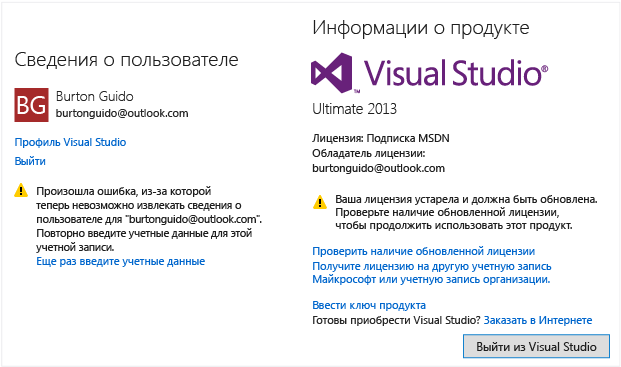 Сведения о пользователе
BG
Burton Guido
burtonguido@outlook.com
Профиль Visual Studio
Выйти
Произошла ошибка, из-за которой
теперь невозможно извлекать сведения о
пользователе для "burtonguido@outlook.com".
Повторно введите учетные данные для этой
учетной записи.
Еще раз введите учетные данные
Информации о продукте
Visual Studio®
Ultimate 2013
Лицензия: Подписка MSDN
Обладатель лицензии:
burtonguido@outlook.com
Ваша лицензия устарела и должна быть обновлена.
Проверьте наличие обновленной лицензии,
чтобы продолжить использовать этот продукт.
Проверить наличие обновленной лицензии
Получите лицензию на другую учетную запись
Майкрософт или учетную запись организации.
Ввести ключ продукта
Готовы приобрести Visual Studio? Заказать в Интернете
Выйти из Visual Studio